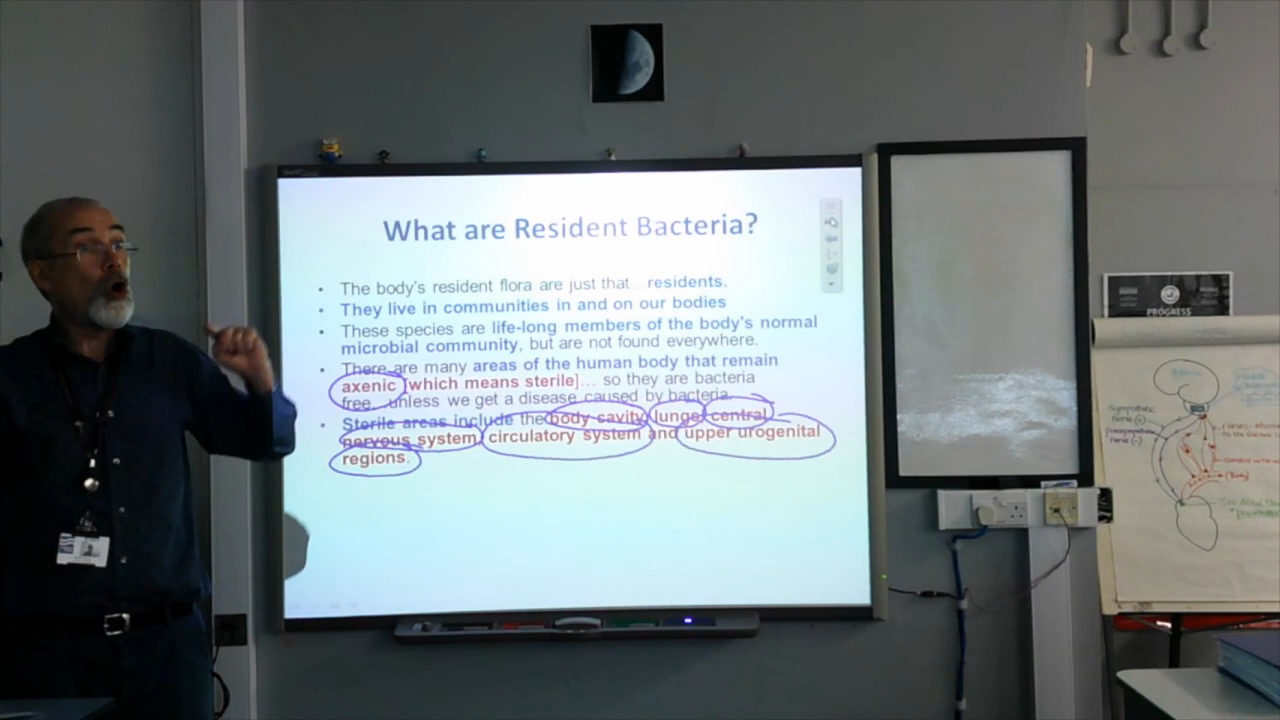 What are Resident Bacteria?
• The body's resident flora are just that…residents.
• They live in communities in and on our bodies
• These species are life-long members of the body's normal
microbial community, but are not found everywhere.
• There are many areas of the human body that remain
axenic [which means sterile]… so they are bacteria
free…unless we get a disease caused by bacteria.
• Sterile areas include the body cavity, lungs, central
nervous system, circulatory system and upper urogenital
regions.
PROGRESS
Sympathetic
nerve (+)
nerve (-)
(Body)